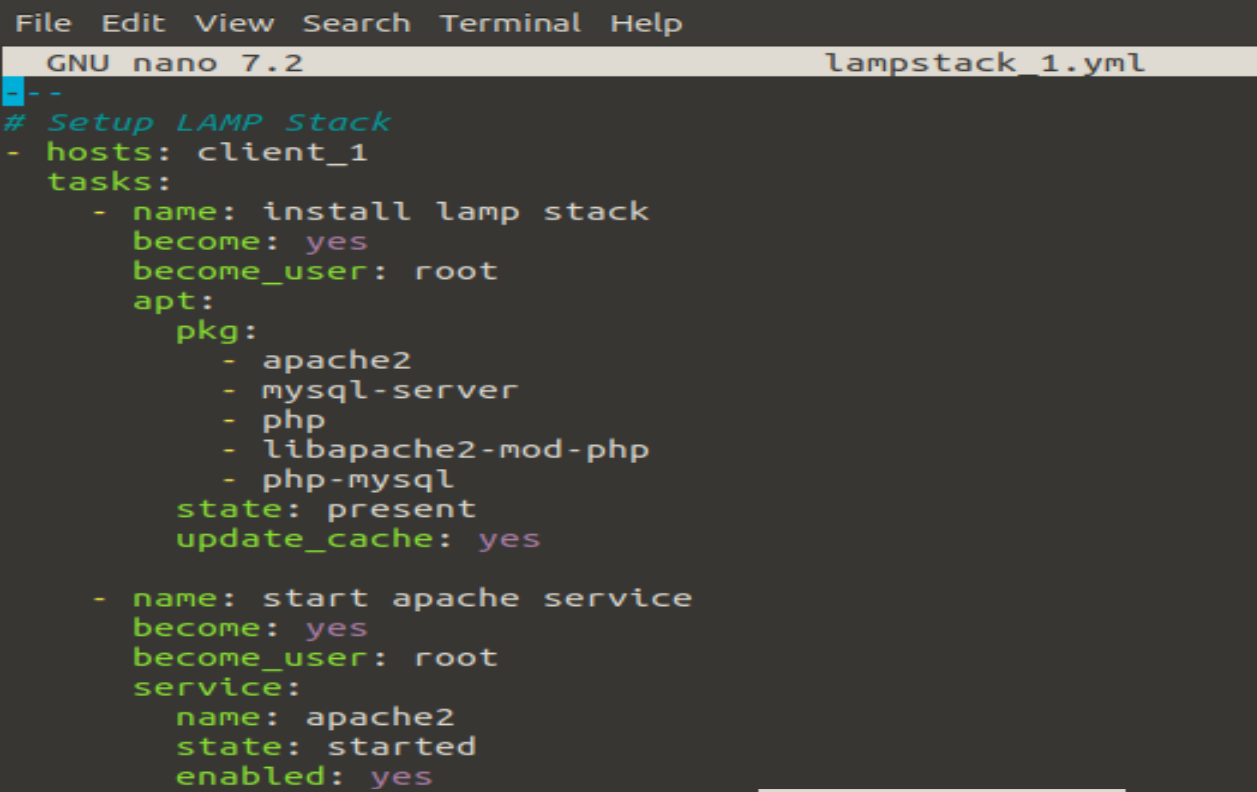 File Edit View Search Terminal Help
GNU nano 7.2 lampstack_1.yml
---
# Setup LAMP Stack
- hosts: client_1
  tasks:
    - name: install lamp stack
      become: yes
      become_user: root
      apt:
        pkg:
          - apache2
          - mysql-server
          - php
          - libapache2-mod-php
          - php-mysql
        state: present
        update_cache: yes

    - name: start apache service
      become: yes
      become_user: root
      service:
        name: apache2
        state: started
        enabled: yes